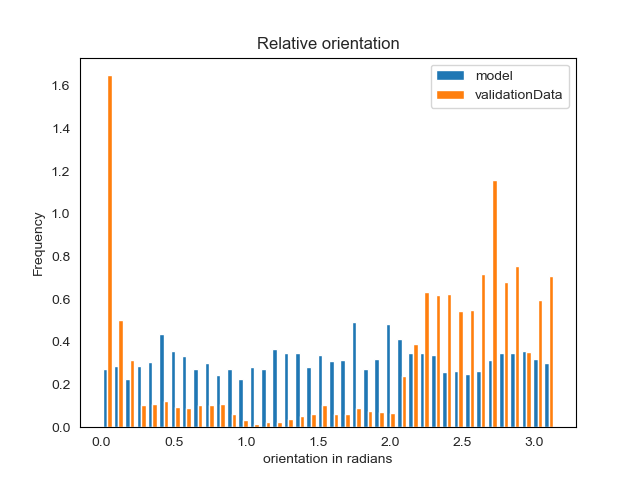 Relative orientation
model
validationData
Frequency
1.6
1.4
1.2
1.0
0.8
0.6
0.4
0.2
0.0
0.0 0.5 1.0 1.5 2.0 2.5 3.0
orientation in radians